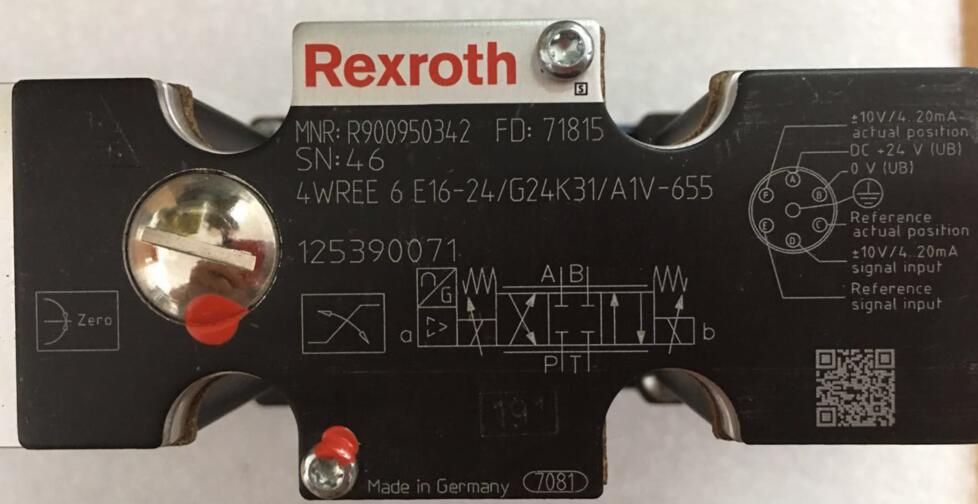 Rexroth
S
MNR: R900950342 FD: 71815
SN:46
4WREE 6 E16-24/G24K31/A1V-655
125390071
Zero
G
a
A B
b
P T
191
Made in Germany 7081
±10V/4..20mA
actual position
DC +24 V (UB)
0 V (UB)
Reference
actual position
±10V/4..20mA
signal input
Reference
signal input
A
F
B
E
C
D